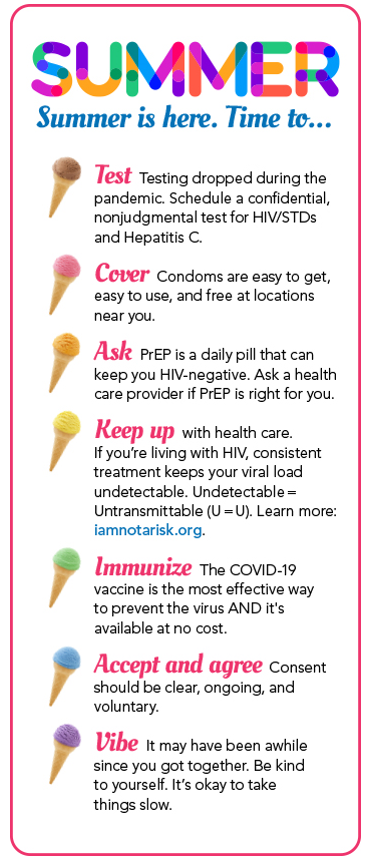 SUMMER
Summer is here. Time to...
Test Testing dropped during the
pandemic. Schedule a confidential,
nonjudgmental test for HIV/STDs
and Hepatitis C.
Cover Condoms are easy to get,
easy to use, and free at locations
near you.
Ask PrEP is a daily pill that can
keep you HIV-negative. Ask a health
care provider if PrEP is right for you.
Keep up with health care.
If you’re living with HIV, consistent
treatment keeps your viral load
undetectable. Undetectable =
Untransmittable (U = U). Learn more:
iamnotarisk.org.
Immunize The COVID-19
vaccine is the most effective way
to prevent the virus AND it's
available at no cost.
Accept and agree Consent
should be clear, ongoing, and
voluntary.
Vibe It may have been awhile
since you got together. Be kind
to yourself. It’s okay to take
things slow.